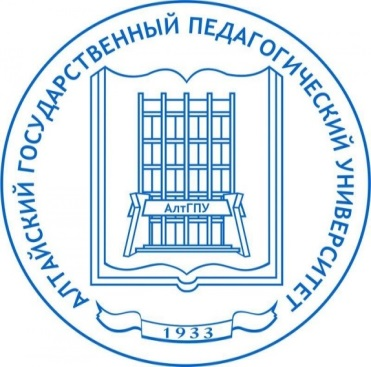 АЛТАЙСКИЙ ГОСУДАРСТВЕННЫЙ ПЕДАГОГИЧЕСКИЙ УНИВЕРСИТЕТ
АлтГПУ
1933